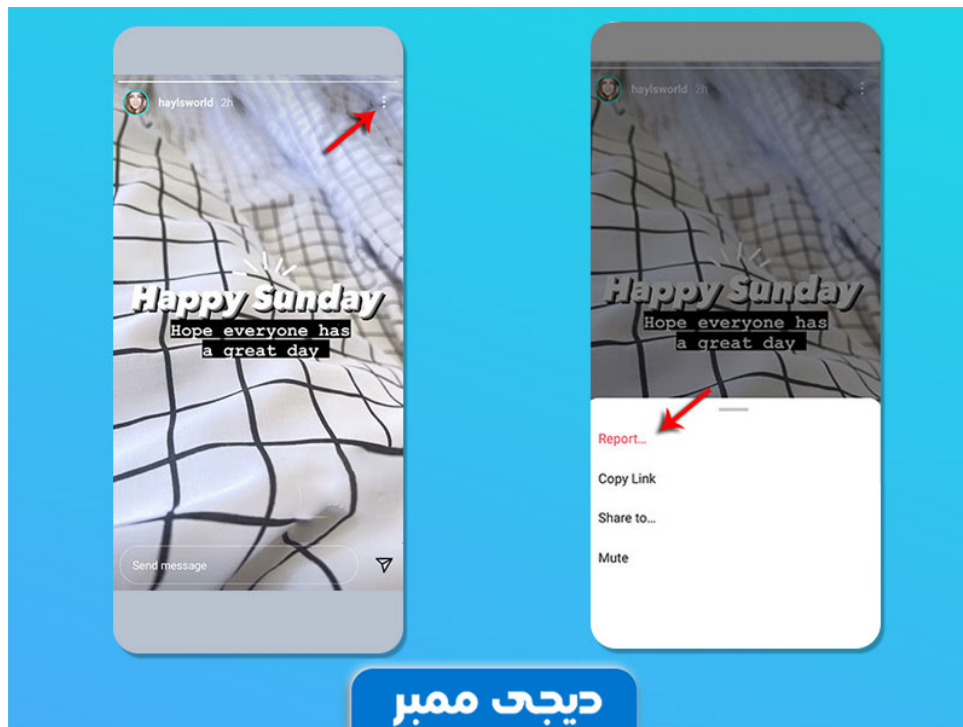 haylsworld 2h
Happy Sunday
Hope everyone has
a great day
Send message
haylsworld 2h
Happy Sunday
Hope everyone has
a great day
Report...
Copy Link
Share to...
Mute
دیجی ممبر